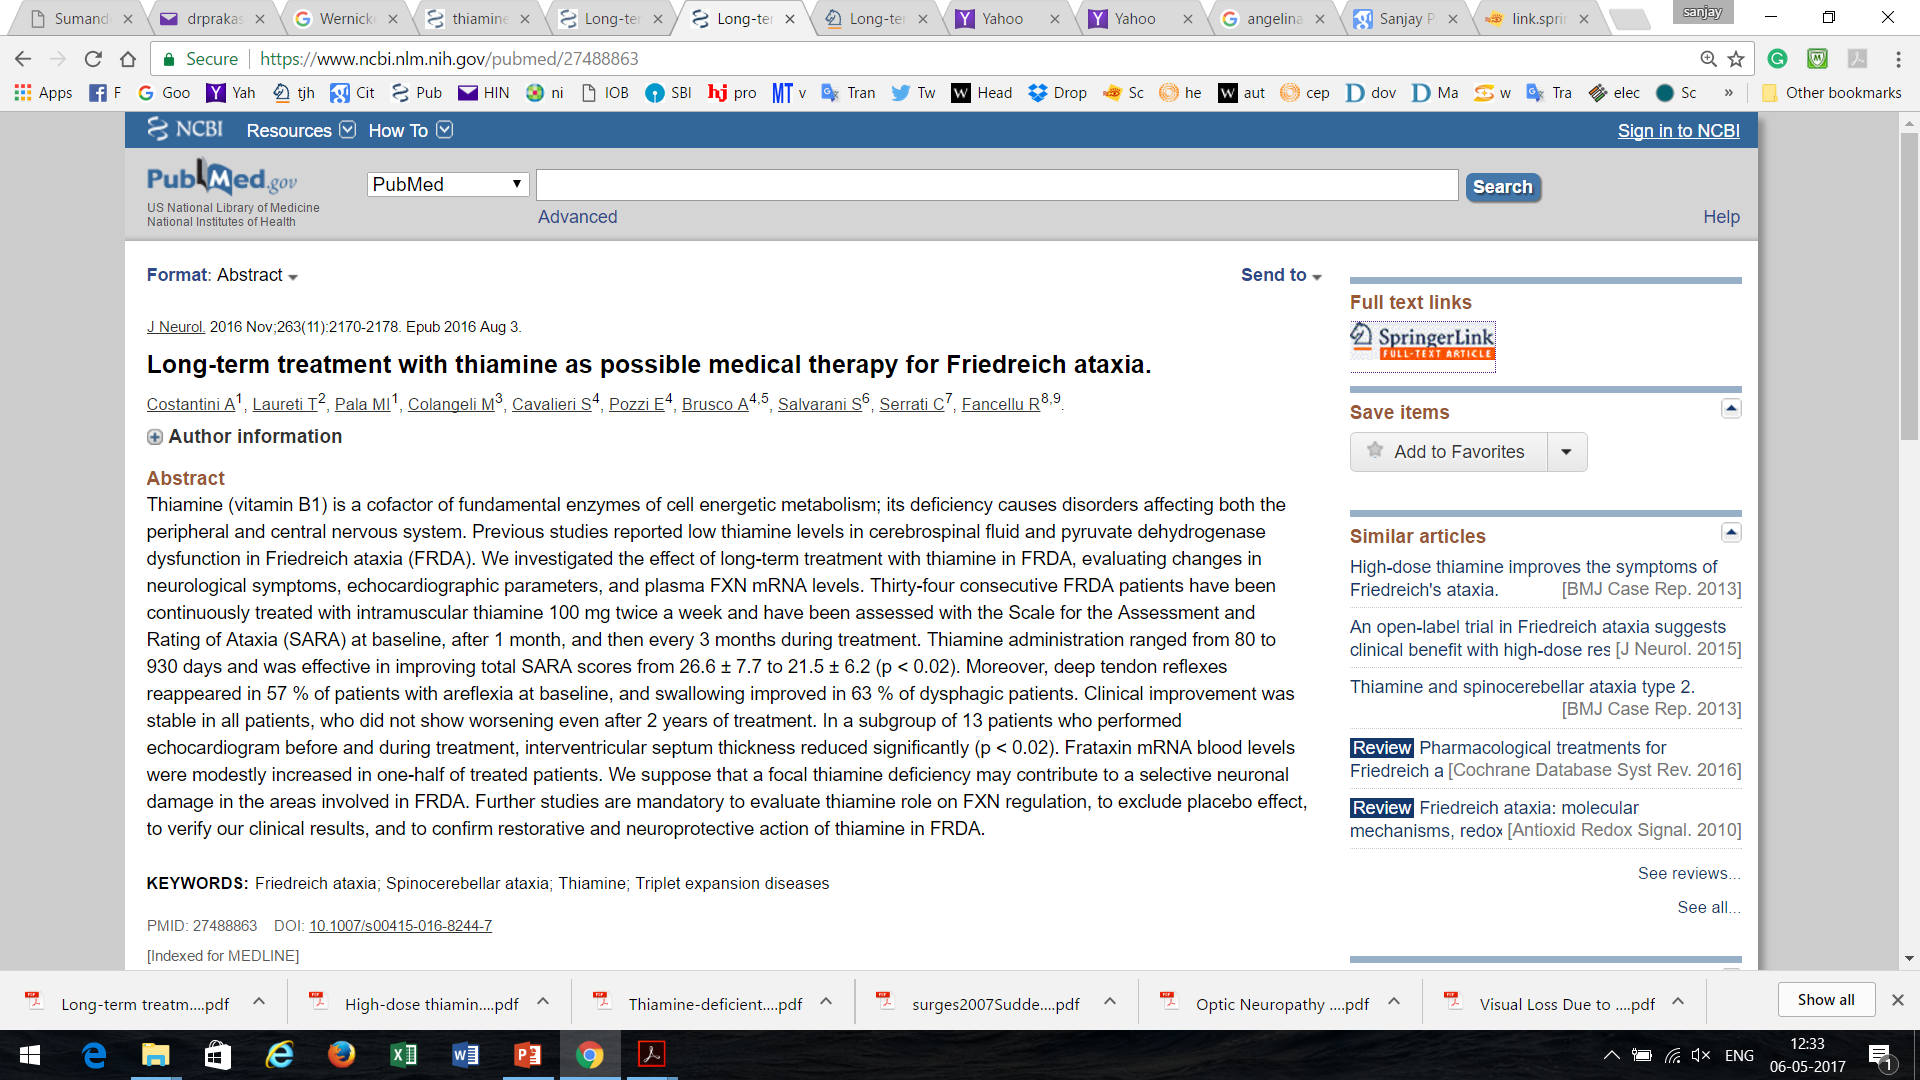 Sumand
drprakas
Wernick
thiamine
Long-ter
Long-ter
Long-ter
Yahoo
Yahoo
angelina
Sanjay P
link.spri
sanjay
Secure https://www.ncbi.nlm.nih.gov/pubmed/27488863
Apps F Goo Yah tjh Cit Pub HIN ni IOB SBI pro v Tran Tw Head Drop Sc he aut cep dov Ma w Tra elec Sc » Other bookmarks
NCBI Resources How To Sign in to NCBI
PubMed.gov
US National Library of Medicine
National Institutes of Health
PubMed
Search
Advanced
Help
Format: Abstract
Send to
J Neurol. 2016 Nov;263(11):2170-2178. Epub 2016 Aug 3.
Long-term treatment with thiamine as possible medical therapy for Friedreich ataxia.
Costantini A1, Laureti T2, Pala MI1, Colangeli M3, Cavalieri S4, Pozzi E4, Brusco A4,5, Salvarani S6, Serrati C7, Fancellu R8,9.
Author information
Abstract
Thiamine (vitamin B1) is a cofactor of fundamental enzymes of cell energetic metabolism; its deficiency causes disorders affecting both the
peripheral and central nervous system. Previous studies reported low thiamine levels in cerebrospinal fluid and pyruvate dehydrogenase
dysfunction in Friedreich ataxia (FRDA). We investigated the effect of long-term treatment with thiamine in FRDA, evaluating changes in
neurological symptoms, echocardiographic parameters, and plasma FXN mRNA levels. Thirty-four consecutive FRDA patients have been
continuously treated with intramuscular thiamine 100 mg twice a week and have been assessed with the Scale for the Assessment and
Rating of Ataxia (SARA) at baseline, after 1 month, and then every 3 months during treatment. Thiamine administration ranged from 80 to
930 days and was effective in improving total SARA scores from 26.6 ± 7.7 to 21.5 ± 6.2 (p < 0.02). Moreover, deep tendon reflexes
reappeared in 57 % of patients with areflexia at baseline, and swallowing improved in 63 % of dysphagic patients. Clinical improvement was
stable in all patients, who did not show worsening even after 2 years of treatment. In a subgroup of 13 patients who performed
echocardiogram before and during treatment, interventricular septum thickness reduced significantly (p < 0.02). Frataxin mRNA blood levels
were modestly increased in one-half of treated patients. We suppose that a focal thiamine deficiency may contribute to a selective neuronal
damage in the areas involved in FRDA. Further studies are mandatory to evaluate thiamine role on FXN regulation, to exclude placebo effect,
to verify our clinical results, and to confirm restorative and neuroprotective action of thiamine in FRDA.
KEYWORDS: Friedreich ataxia; Spinocerebellar ataxia; Thiamine; Triplet expansion diseases
PMID: 27488863 DOI: 10.1007/s00415-016-8244-7
[Indexed for MEDLINE]
Full text links
SpringerLink
FULL-TEXT ARTICLE
Save items
Add to Favorites
Similar articles
High-dose thiamine improves the symptoms of
Friedreich's ataxia. [BMJ Case Rep. 2013]
An open-label trial in Friedreich ataxia suggests
clinical benefit with high-dose res [J Neurol. 2015]
Thiamine and spinocerebellar ataxia type 2.
[BMJ Case Rep. 2013]
Review Pharmacological treatments for
Friedreich a [Cochrane Database Syst Rev. 2016]
Review Friedreich ataxia: molecular
mechanisms, redox [Antioxid Redox Signal. 2010]
See reviews...
See all...
Long-term treatm....pdf
High-dose thiamin....pdf
Thiamine-deficient....pdf
surges2007Sudde....pdf
Optic Neuropathy ....pdf
Visual Loss Due to ....pdf
Show all
ENG
12:33
06-05-2017
1